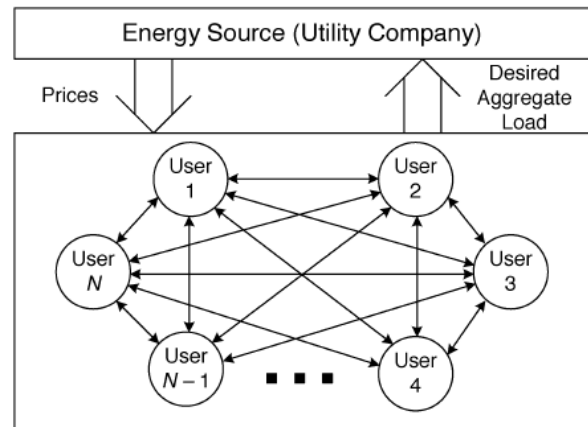 Energy Source (Utility Company)
Prices
Desired
Aggregate
Load
User
1
User
2
User
N
User
3
User
N – 1
User
4